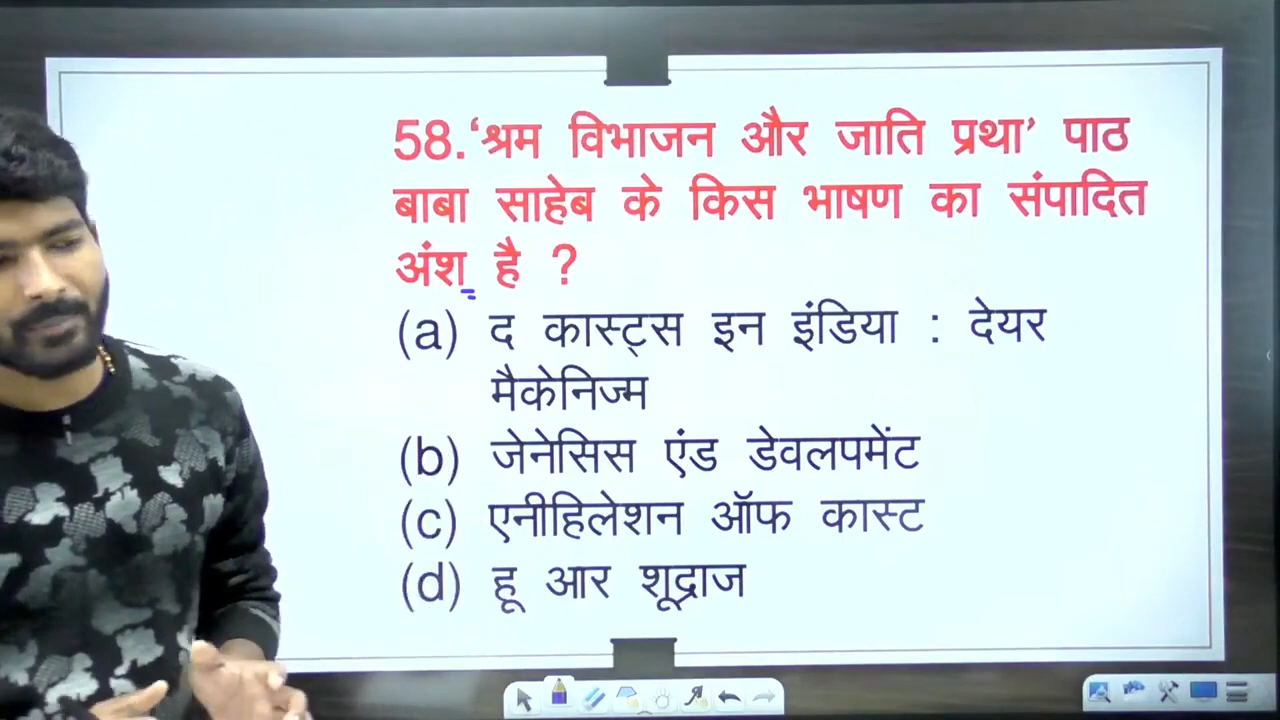 58.‘श्रम विभाजन और जाति प्रथा’ पाठ
बाबा साहेब के किस भाषण का संपादित
अंश है ?
(a) द कास्ट्स इन इंडिया : देयर
मैकेनिज्म
(b) जेनेसिस एंड डेवलपमेंट
(c) एनीहिलेशन ऑफ कास्ट
(d) हू आर शूद्राज